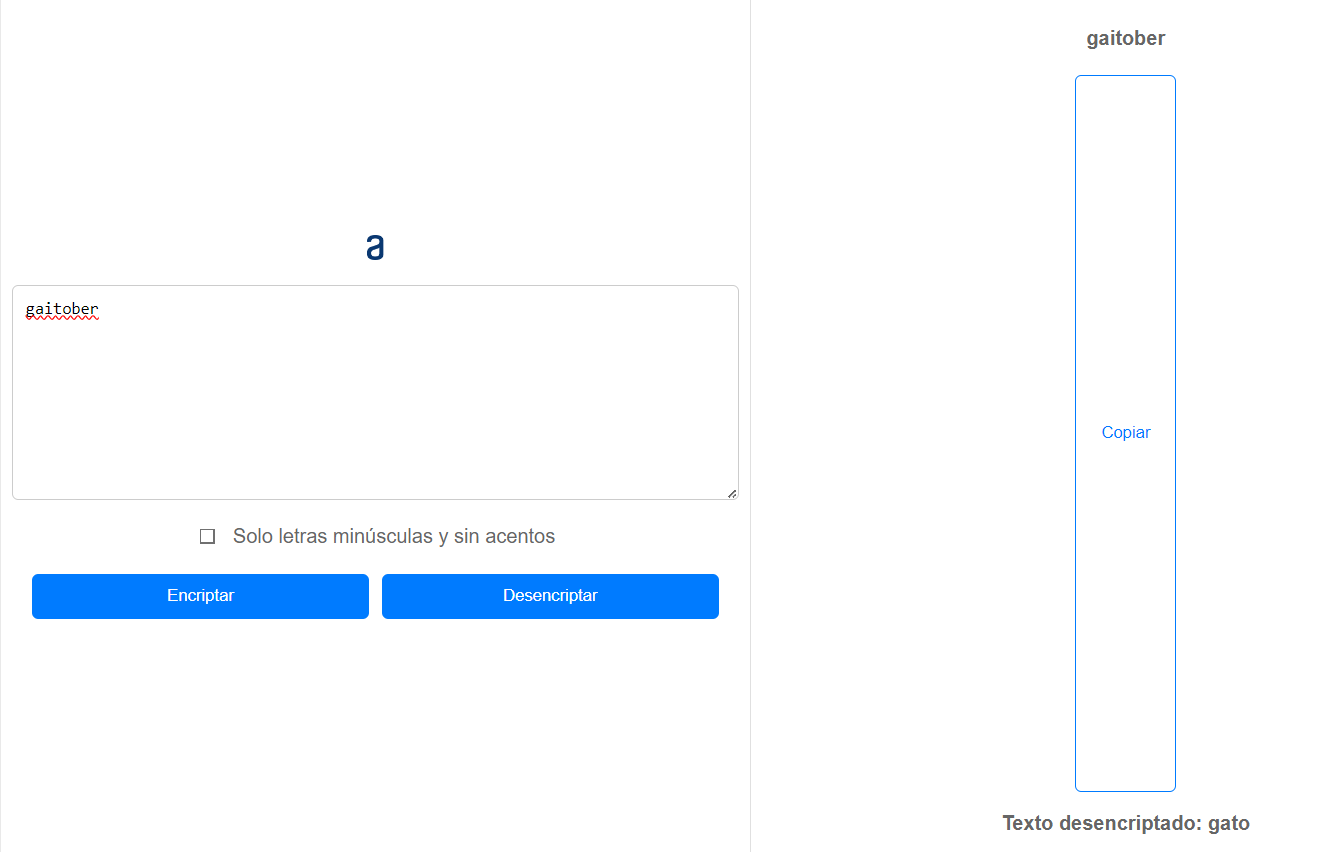 a
gaitober
Solo letras minúsculas y sin acentos
Encriptar
Desencriptar
gaitober
Copiar
Texto desencriptado: gato